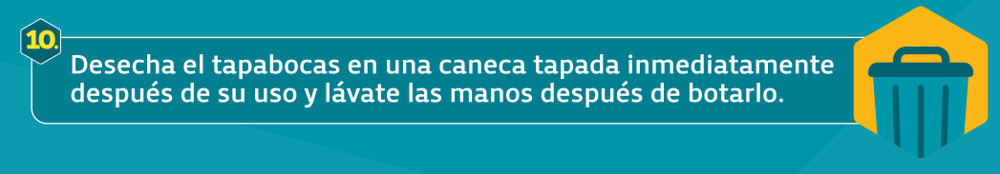 10.
Desecha el tapabocas en una caneca tapada inmediatamente
después de su uso y lávate las manos después de botarlo.